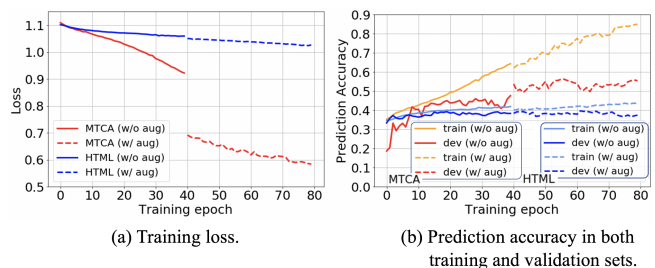 1.1
1.0
0.9
0.8
0.7
0.6
0.5
Loss
MTCA (w/o aug)
MTCA (w/ aug)
HTML (w/o aug)
HTML (w/ aug)
0 10 20 30 40 50 60 70 80
Training epoch
(a) Training loss.
0.9
0.8
0.7
0.6
0.5
0.4
0.3
0.2
0.1
0.0
Prediction Accuracy
train (w/o aug)
dev (w/o aug)
train (w/ aug)
dev (w/ aug)
MTCA
train (w/o aug)
dev (w/o aug)
train (w/ aug)
dev (w/ aug)
HTML
0 10 20 30 40 50 60 70 80
Training epoch
(b) Prediction accuracy in both
training and validation sets.